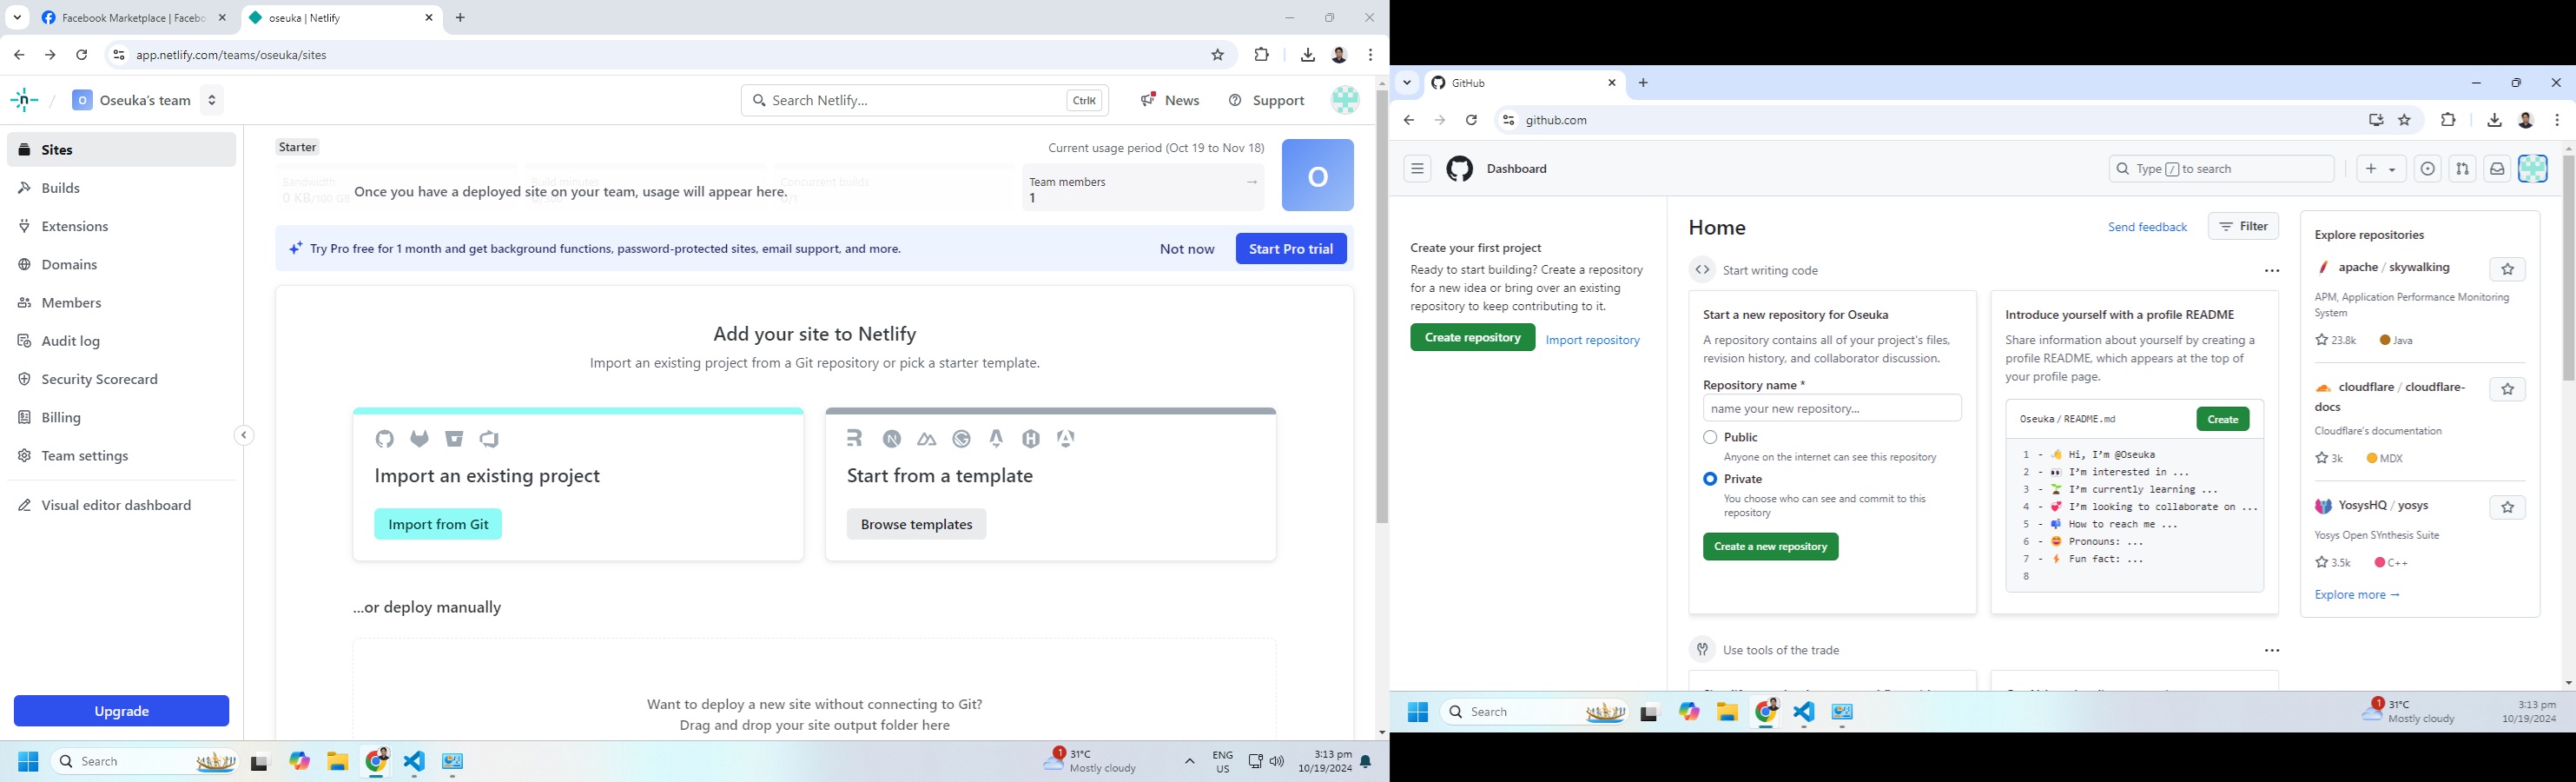 Facebook Marketplace | Facebo
oseuka | Netlify
app.netlify.com/teams/oseuka/sites
Oseuka's team
Search Netlify...
CtrlK
News
Support
Sites
Builds
Extensions
Domains
Members
Audit log
Security Scorecard
Billing
Team settings
Visual editor dashboard
Upgrade
Starter
Current usage period (Oct 19 to Nov 18)
Bandwidth
0 KB/100 GB
Build minutes
Concurrent builds
Once you have a deployed site on your team, usage will appear here.
Team members →
1
O
Try Pro free for 1 month and get background functions, password-protected sites, email support, and more.
Not now
Start Pro trial
Add your site to Netlify
Import an existing project from a Git repository or pick a starter template.
Import an existing project
Import from Git
Start from a template
Browse templates
...or deploy manually
Want to deploy a new site without connecting to Git?
Drag and drop your site output folder here
Search
1
31°C
Mostly cloudy
ENG
US
3:13 pm
10/19/2024
GitHub
github.com
Dashboard
Type / to search
Create your first project
Ready to start building? Create a repository
for a new idea or bring over an existing
repository to keep contributing to it.
Create repository
Import repository
Home
Send feedback
Filter
Start writing code
Start a new repository for Oseuka
A repository contains all of your project's files,
revision history, and collaborator discussion.
Repository name *
name your new repository...
Public
Anyone on the internet can see this repository
Private
You choose who can see and commit to this
repository
Create a new repository
Introduce yourself with a profile README
Share information about yourself by creating a
profile README, which appears at the top of
your profile page.
Oseuka / README.md
Create
1 - 👋 Hi, I'm @Oseuka
2 - 👀 I'm interested in ...
3 - 🌱 I'm currently learning ...
4 - 💞️ I'm looking to collaborate on ...
5 - 📫 How to reach me ...
6 - 😄 Pronouns: ...
7 - ⚡ Fun fact: ...
8
Use tools of the trade
Explore repositories
apache / skywalking
APM, Application Performance Monitoring
System
23.8k
Java
cloudflare / cloudflare-
docs
Cloudflare's documentation
3k
MDX
YosysHQ / yosys
Yosys Open SYnthesis Suite
3.5k
C++
Explore more →
Search
1
31°C
Mostly cloudy
3:13 pm
10/19/2024